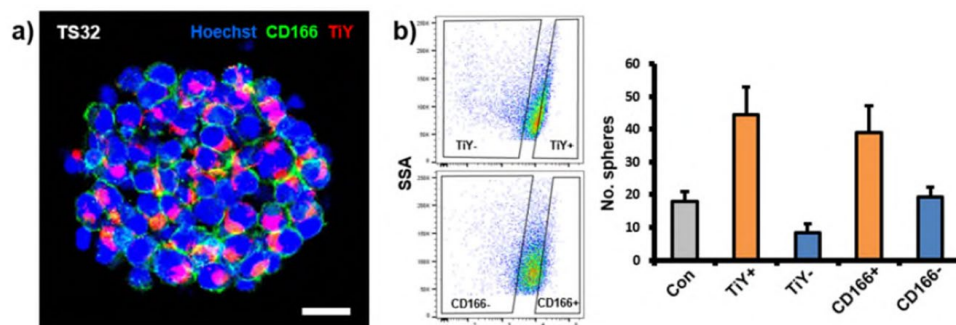 a)
TS32 Hoechst CD166 TiY
b)
SSA
TiY- TiY+
CD166- CD166+
No. spheres
60
50
40
30
20
10
0
Con TiY+ TiY- CD166+ CD166-